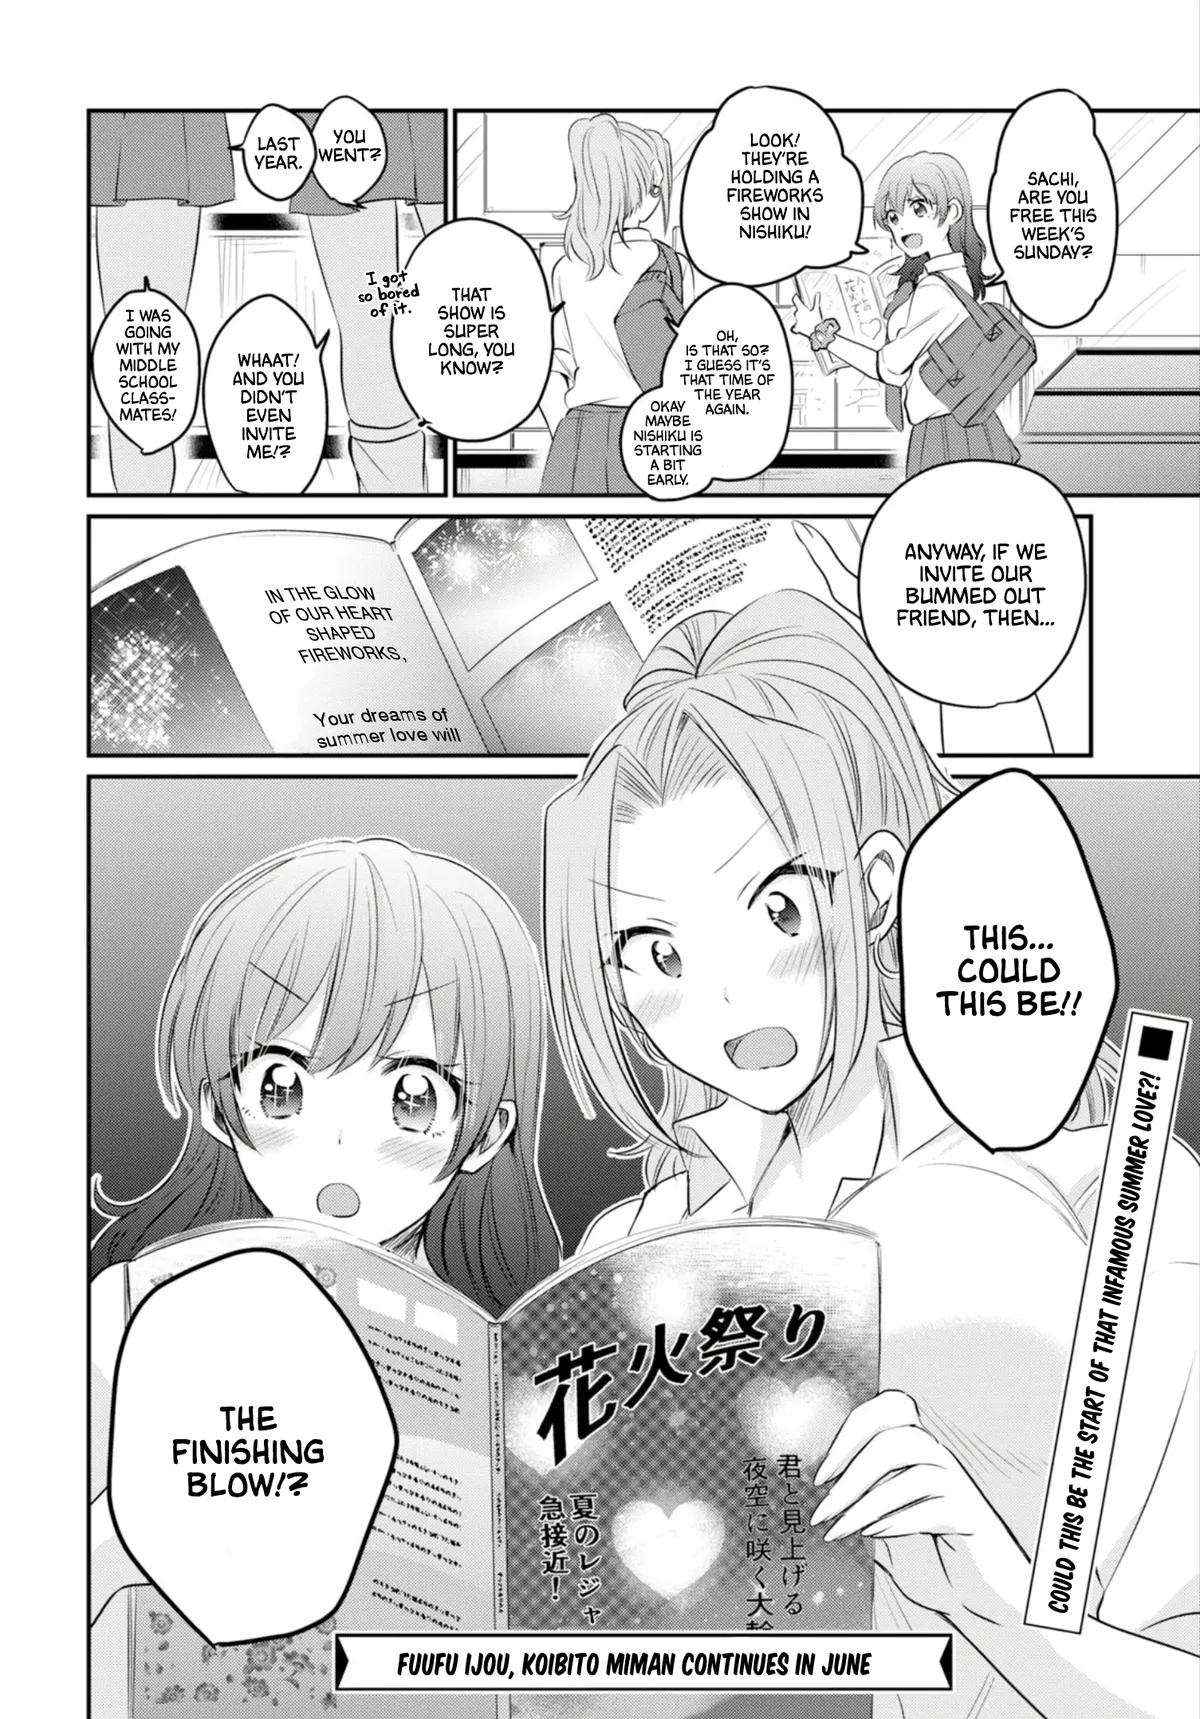 SACHI,
ARE YOU
FREE THIS
WEEK'S
SUNDAY?
LOOK!
THEY'RE
HOLDING A
FIREWORKS
SHOW IN
NISHIKU!
OH,
IS THAT SO?
I GUESS IT'S
THAT TIME OF
THE YEAR
AGAIN.
OKAY
MAYBE
NISHIKU IS
STARTING
A BIT
EARLY.
THAT
SHOW IS
SUPER
LONG, YOU
KNOW?
I got
so bored
of it.
YOU
WENT?
LAST
YEAR.
WHAAT!
AND YOU
DIDN'T
EVEN
INVITE
ME!?
I WAS
GOING
WITH MY
MIDDLE
SCHOOL
CLASS-
MATES!
ANYWAY, IF WE
INVITE OUR
BUMMED OUT
FRIEND, THEN...
IN THE GLOW
OF OUR HEART
SHAPED
FIREWORKS,
Your dreams of
summer love will
THIS...
COULD
THIS BE!!
THE
FINISHING
BLOW!?
花火祭り
君と見上げる
夜空に咲く大輪
夏のレジャ
急接近!
COULD THIS BE THE START OF THAT INFAMOUS SUMMER LOVE?!
FUUFU IJOU, KOIBITO MIMAN CONTINUES IN JUNE